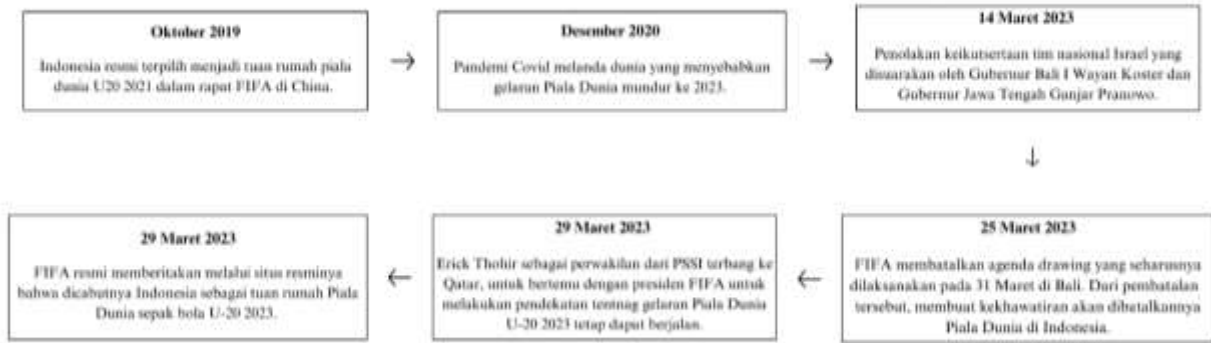 Oktober 2019
Indonesia resmi terpilih menjadi tuan rumah piala
dunia U20 2021 dalam rapat FIFA di China.
→
Desember 2020
Pandemi Covid melanda dunia yang menyebabkan
gelaran Piala Dunia mundur ke 2023.
→
14 Maret 2023
Penolakan keikutsertaan tim nasional Israel yang
disuarakan oleh Gubernur Bali I Wayan Koster dan
Gubernur Jawa Tengah Ganjar Pranowo.
↓
25 Maret 2023
FIFA membatalkan agenda drawing yang seharusnya
dilaksanakan pada 31 Maret di Bali. Dari pembatalan
tersebut, membuat kekhawatiran akan dibetalkannya
Piala Dunia di Indonesia.
←
29 Maret 2023
Erick Thohir sebagai perwakilan dari PSSI terbang ke
Qatar, untuk bertemu dengan presiden FIFA untuk
melakukan pendekatan tentnag gelaran Piala Dunia
U-20 2023 tetap dapat berjalan.
←
29 Maret 2023
FIFA resmi memberitakan melalui situs resminya
bahwa dicabutnya Indonesia sebagai tuan rumah Piala
Dunia sepak bola U-20 2023.